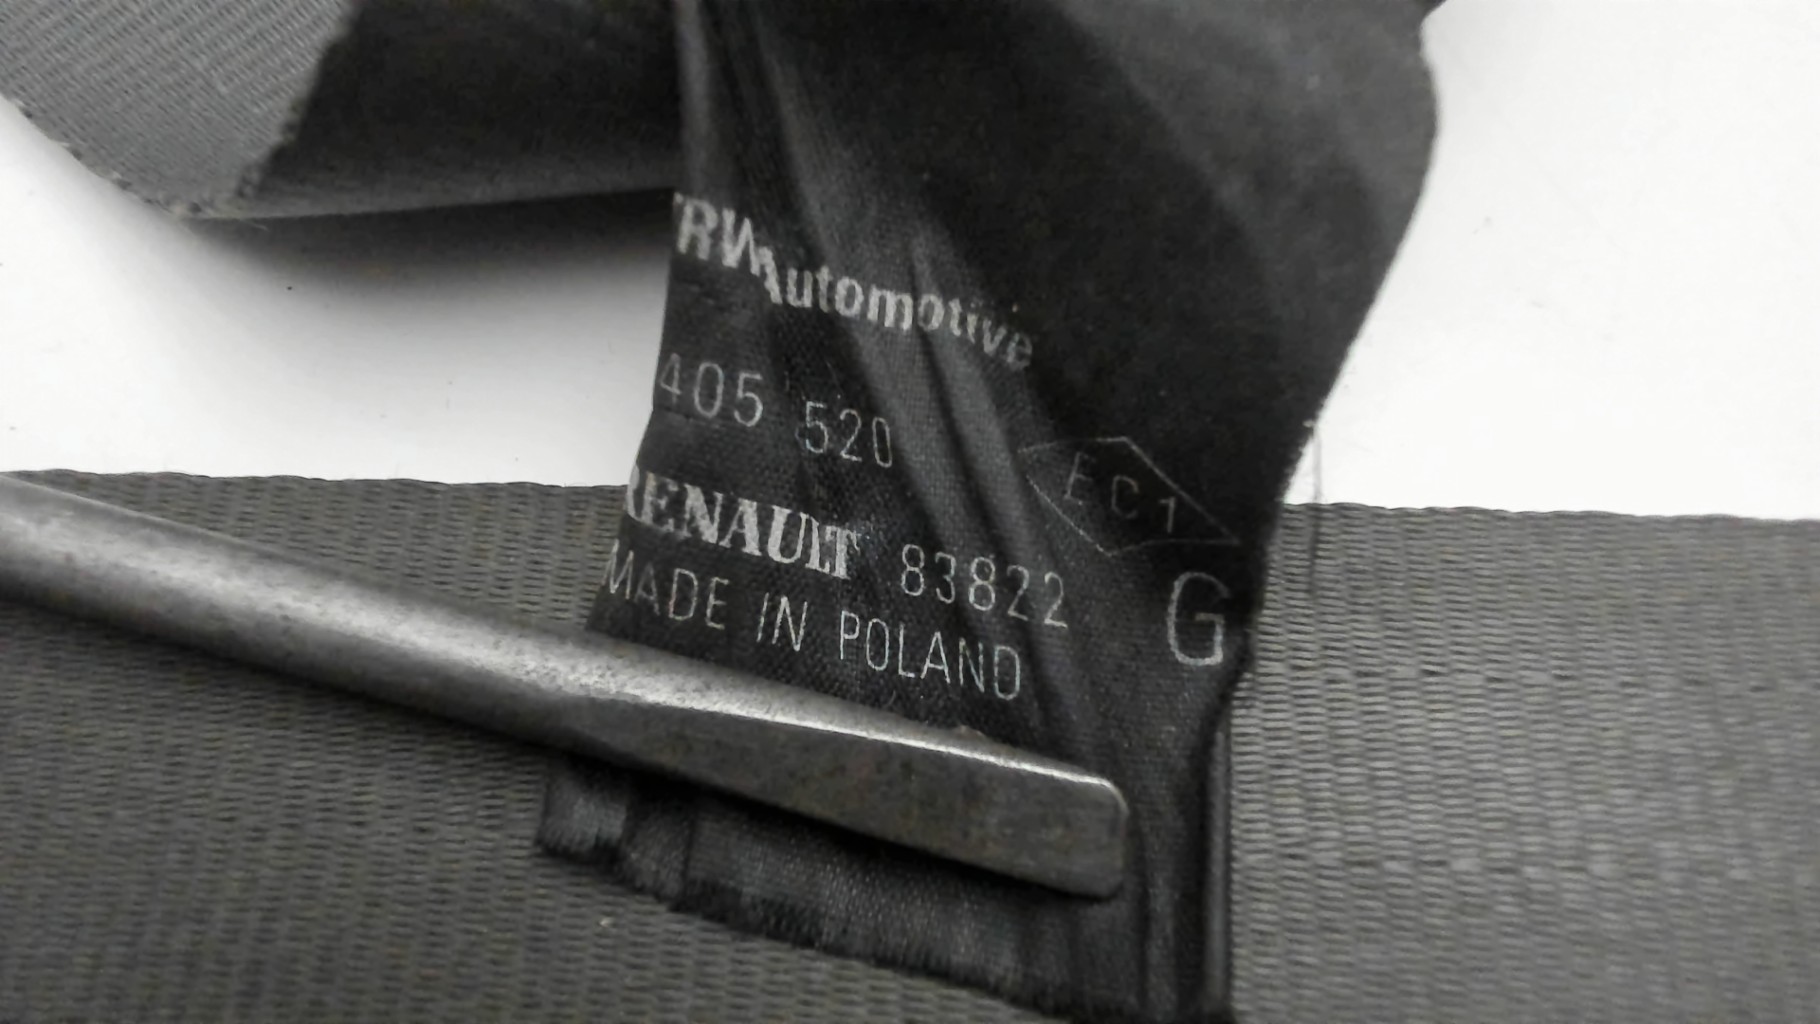 TRW Automotive
405 520
EC1
RENAULT 83822
G
MADE IN POLAND